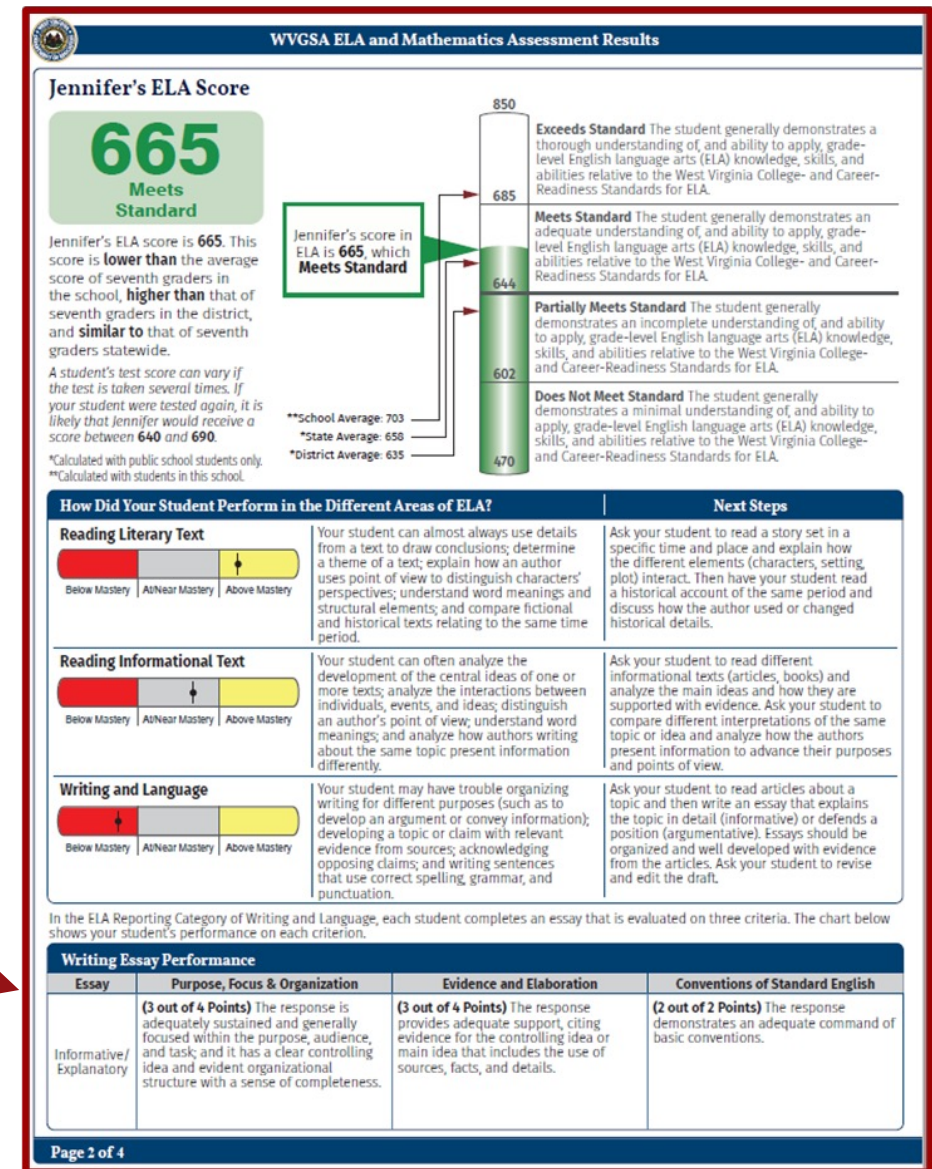 WVGSA ELA and Mathematics Assessment Results
Jennifer’s ELA Score
665
Meets
Standard
Jennifer’s ELA score is 665. This
score is lower than the average
score of seventh graders in
the school, higher than that of
seventh graders in the district,
and similar to that of seventh
graders statewide.
A student’s test score can vary if
the test is taken several times. If
your student were tested again, it is
likely that Jennifer would receive a
score between 640 and 690.
*Calculated with public school students only.
**Calculated with students in this school.
Jennifer’s score in
ELA is 665, which
Meets Standard
**School Average: 703
*State Average: 658
*District Average: 635
850
685
644
602
470
Exceeds Standard The student generally demonstrates a
thorough understanding of, and ability to apply, grade-
level English language arts (ELA) knowledge, skills, and
abilities relative to the West Virginia College- and Career-
Readiness Standards for ELA.
Meets Standard The student generally demonstrates an
adequate understanding of, and ability to apply, grade-
level English language arts (ELA) knowledge, skills, and
abilities relative to the West Virginia College- and Career-
Readiness Standards for ELA.
Partially Meets Standard The student generally
demonstrates an incomplete understanding of, and ability
to apply, grade-level English language arts (ELA) knowledge,
skills, and abilities relative to the West Virginia College-
and Career-Readiness Standards for ELA.
Does Not Meet Standard The student generally
demonstrates a minimal understanding of, and ability to
apply, grade-level English language arts (ELA) knowledge,
skills, and abilities relative to the West Virginia College-
and Career-Readiness Standards for ELA.
How Did Your Student Perform in the Different Areas of ELA?
Next Steps
Reading Literary Text
Below Mastery At/Near Mastery Above Mastery
Your student can almost always use details
from a text to draw conclusions; determine
a theme of a text; explain how an author
uses point of view to distinguish characters’
perspectives; understand word meanings and
structural elements; and compare fictional
and historical texts relating to the same time
period.
Ask your student to read a story set in a
specific time and place and explain how
the different elements (characters, setting,
plot) interact. Then have your student read
a historical account of the same period and
discuss how the author used or changed
historical details.
Reading Informational Text
Below Mastery At/Near Mastery Above Mastery
Your student can often analyze the
development of the central ideas of one or
more texts; analyze the interactions between
individuals, events, and ideas; distinguish
an author’s point of view; understand word
meanings; and analyze how authors writing
about the same topic present information
differently.
Ask your student to read different
informational texts (articles, books) and
analyze the main ideas and how they are
supported with evidence. Ask your student to
compare different interpretations of the same
topic or idea and analyze how the authors
present information to advance their purposes
and points of view.
Writing and Language
Below Mastery At/Near Mastery Above Mastery
Your student may have trouble organizing
writing for different purposes (such as to
develop an argument or convey information);
developing a topic or claim with relevant
evidence from sources; acknowledging
opposing claims; and writing sentences
that use correct spelling, grammar, and
punctuation.
Ask your student to read articles about a
topic and then write an essay that explains
the topic in detail (informative) or defends a
position (argumentative). Essays should be
organized and well developed with evidence
from the articles. Ask your student to revise
and edit the draft.
In the ELA Reporting Category of Writing and Language, each student completes an essay that is evaluated on three criteria. The chart below
shows your student’s performance on each criterion.
Writing Essay Performance
Essay
Purpose, Focus & Organization
Evidence and Elaboration
Conventions of Standard English
Informative/
Explanatory
(3 out of 4 Points) The response is
adequately sustained and generally
focused within the purpose, audience,
and task; and it has a clear controlling
idea and evident organizational
structure with a sense of completeness.
(3 out of 4 Points) The response
provides adequate support, citing
evidence for the controlling idea or
main idea that includes the use of
sources, facts, and details.
(2 out of 2 Points) The response
demonstrates an adequate command of
basic conventions.
Page 2 of 4